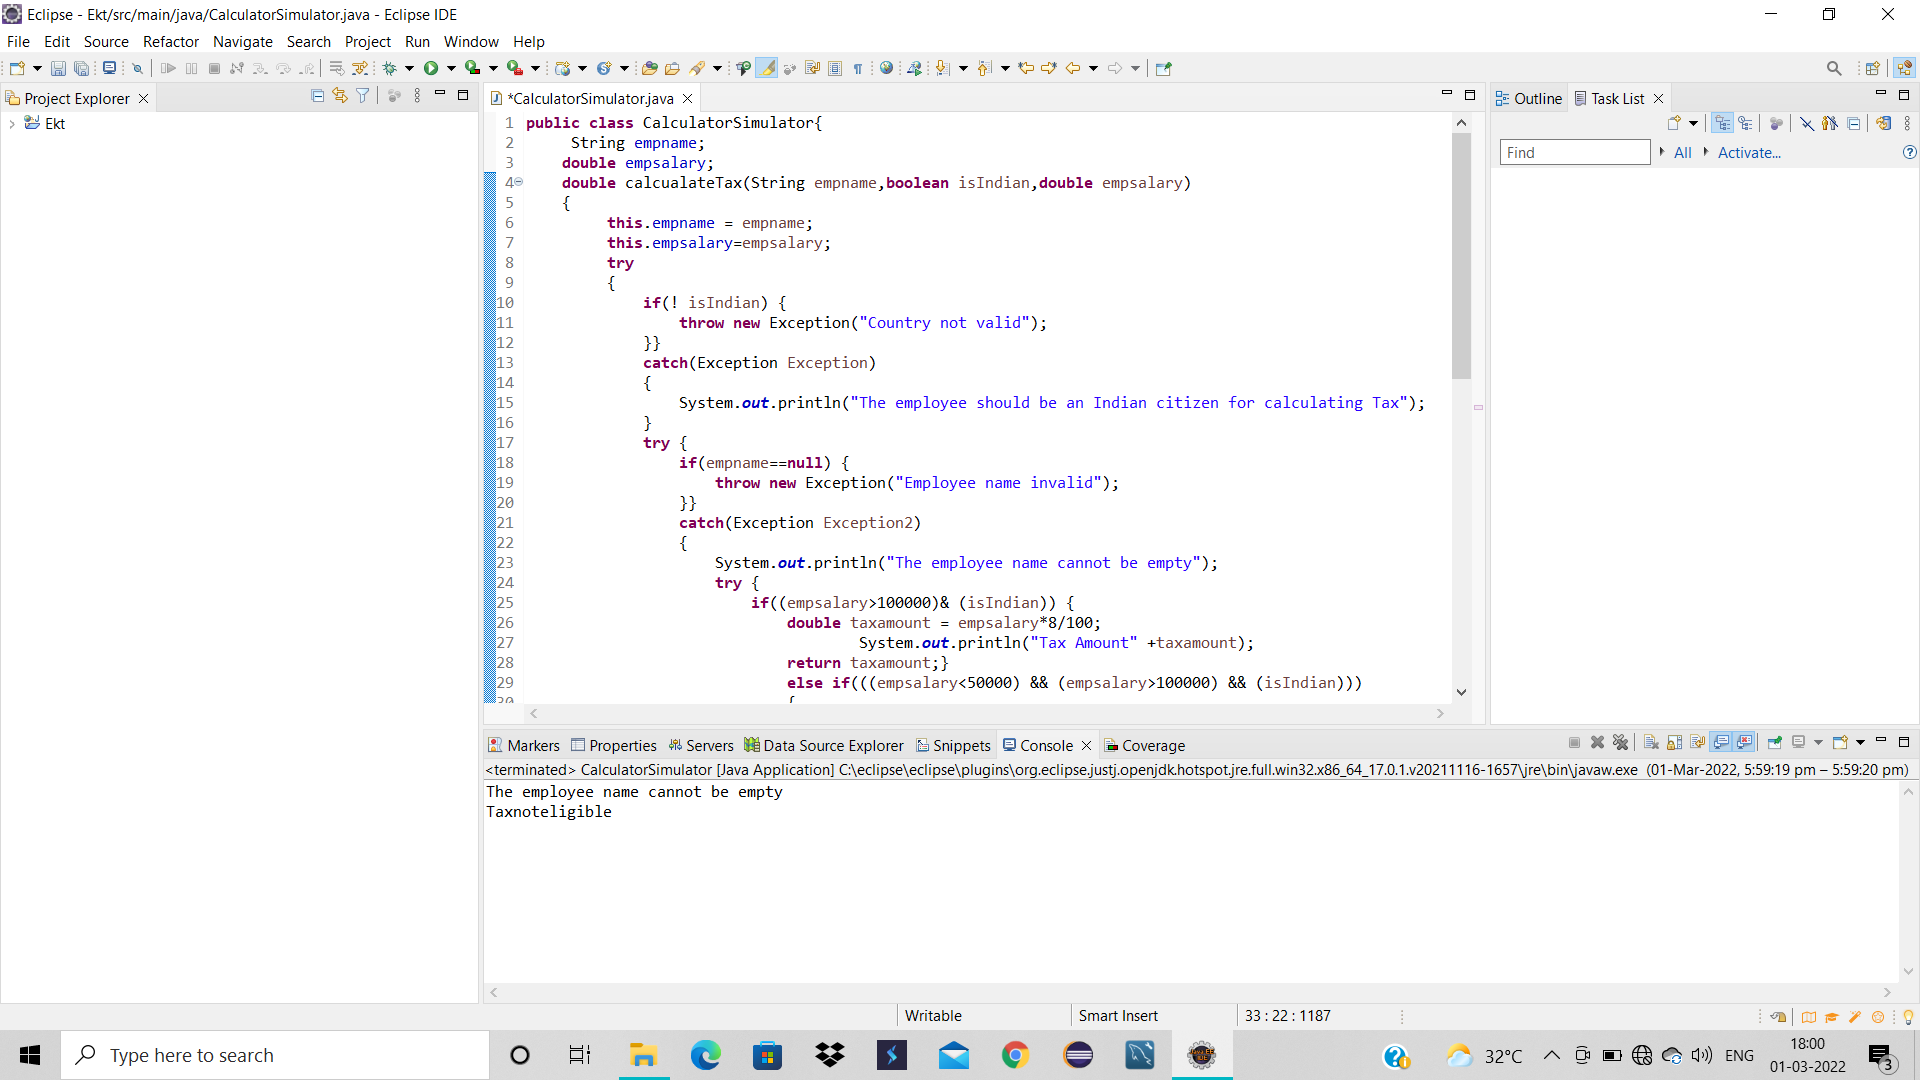 Eclipse - Ekt/src/main/java/CalculatorSimulator.java - Eclipse IDE
File Edit Source Refactor Navigate Search Project Run Window Help
Project Explorer
Ekt
*CalculatorSimulator.java
1 public class CalculatorSimulator{
2 String empname;
3 double empsalary;
4 double calcualateTax(String empname,boolean isIndian,double empsalary)
5 {
6 this.empname = empname;
7 this.empsalary=empsalary;
8 try
9 {
10 if(! isIndian) {
11 throw new Exception("Country not valid");
12 }}
13 catch(Exception Exception)
14 {
15 System.out.println("The employee should be an Indian citizen for calculating Tax");
16 }
17 try {
18 if(empname==null) {
19 throw new Exception("Employee name invalid");
20 }}
21 catch(Exception Exception2)
22 {
23 System.out.println("The employee name cannot be empty");
24 try {
25 if((empsalary>100000)& (isIndian)) {
26 double taxamount = empsalary*8/100;
27 System.out.println("Tax Amount" +taxamount);
28 return taxamount;}
29 else if(((empsalary<50000) && (empsalary>100000) && (isIndian)))
30 {
Outline Task List
Find All Activate...
Markers Properties Servers Data Source Explorer Snippets Console Coverage
<terminated> CalculatorSimulator [Java Application] C:\eclipse\eclipse\plugins\org.eclipse.justj.openjdk.hotspot.jre.full.win32.x86_64_17.0.1.v20211116-1657\jre\bin\javaw.exe (01-Mar-2022, 5:59:19 pm – 5:59:20 pm)
The employee name cannot be empty
Taxnoteligible
Writable Smart Insert 33 : 22 : 1187
Type here to search
32°C ENG
18:00
01-03-2022
3